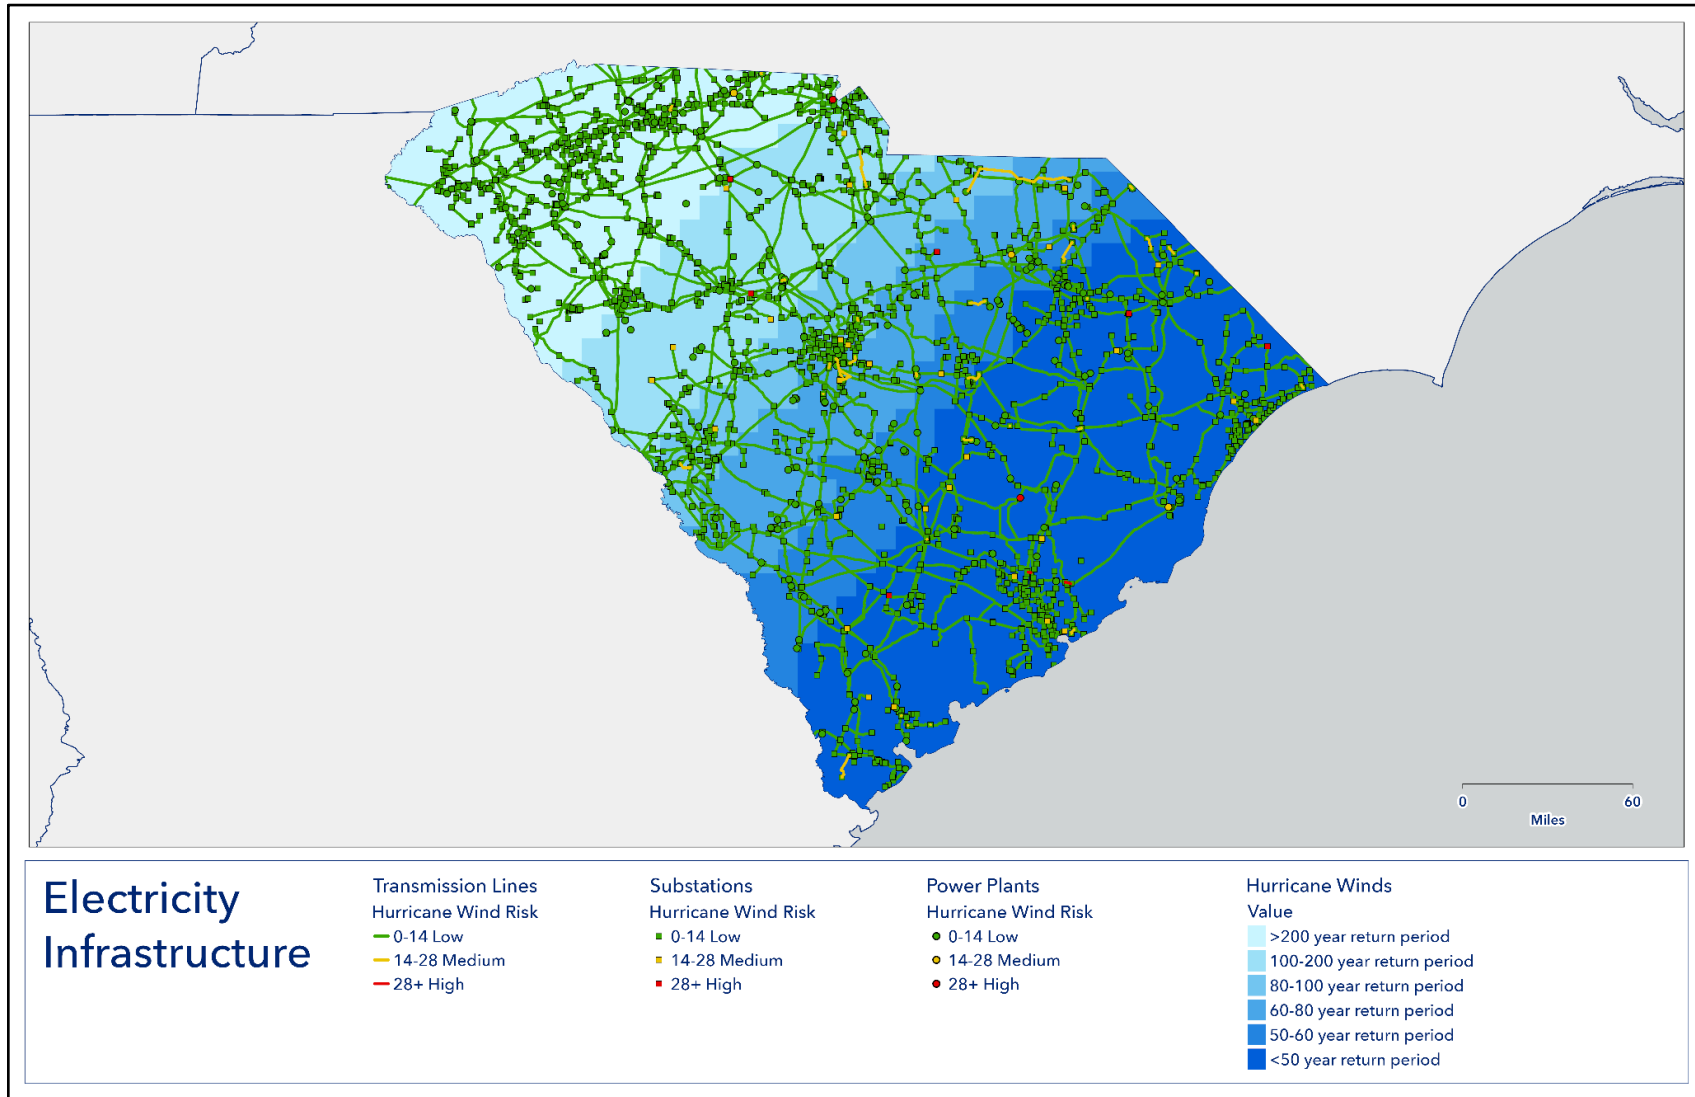 0 60
Miles
Electricity
Infrastructure
Transmission Lines
Hurricane Wind Risk
0-14 Low
14-28 Medium
28+ High
Substations
Hurricane Wind Risk
0-14 Low
14-28 Medium
28+ High
Power Plants
Hurricane Wind Risk
0-14 Low
14-28 Medium
28+ High
Hurricane Winds
Value
>200 year return period
100-200 year return period
80-100 year return period
60-80 year return period
50-60 year return period
<50 year return period